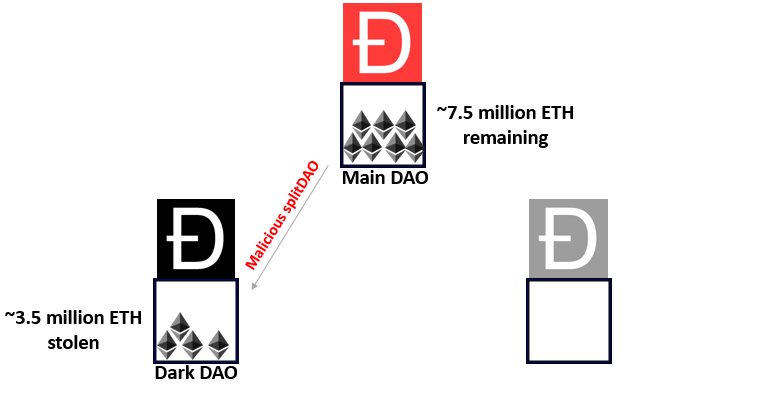 Ð
~7.5 million ETH
remaining
Main DAO
Malicious splitDAO
Ð
Ð
~3.5 million ETH
stolen
Dark DAO